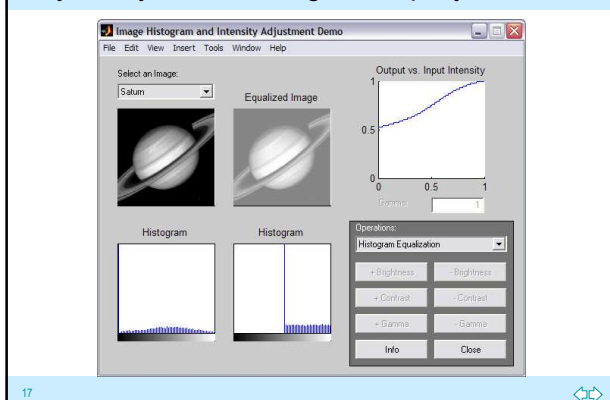 Image Histogram and Intensity Adjustment Demo
File Edit View Insert Tools Window Help
Select an Image:
Saturn
Equalized Image
Output vs. Input Intensity
1
0.5
0
0 0.5 1
Gamma: 1
Histogram
Histogram
Operations:
Histogram Equalization
+ Brightness - Brightness
+ Contrast - Contrast
+ Gamma - Gamma
Info Close
17